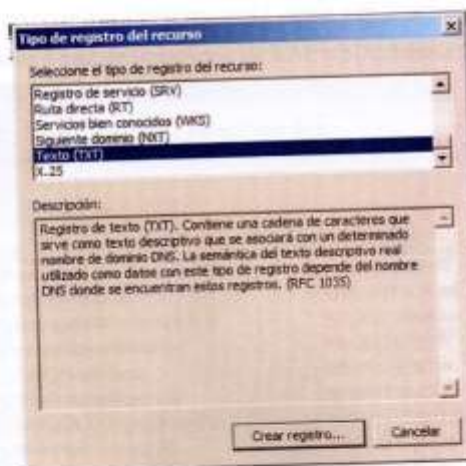 Tipo de registro del recurso
Seleccione el tipo de registro del recurso:
Registro de servicio (SRV)
Ruta directa (RT)
Servicios bien conocidos (WKS)
Siguiente dominio (NXT)
Texto (TXT)
X.25
Descripción:
Registro de texto (TXT). Contiene una cadena de caracteres que
sirve como texto descriptivo que se asociará con un determinado
nombre de dominio DNS. La semántica del texto descriptivo real
utilizado como datos con este tipo de registro depende del nombre
DNS donde se encuentran estos registros. (RFC 1035)
Crear registro...
Cancelar